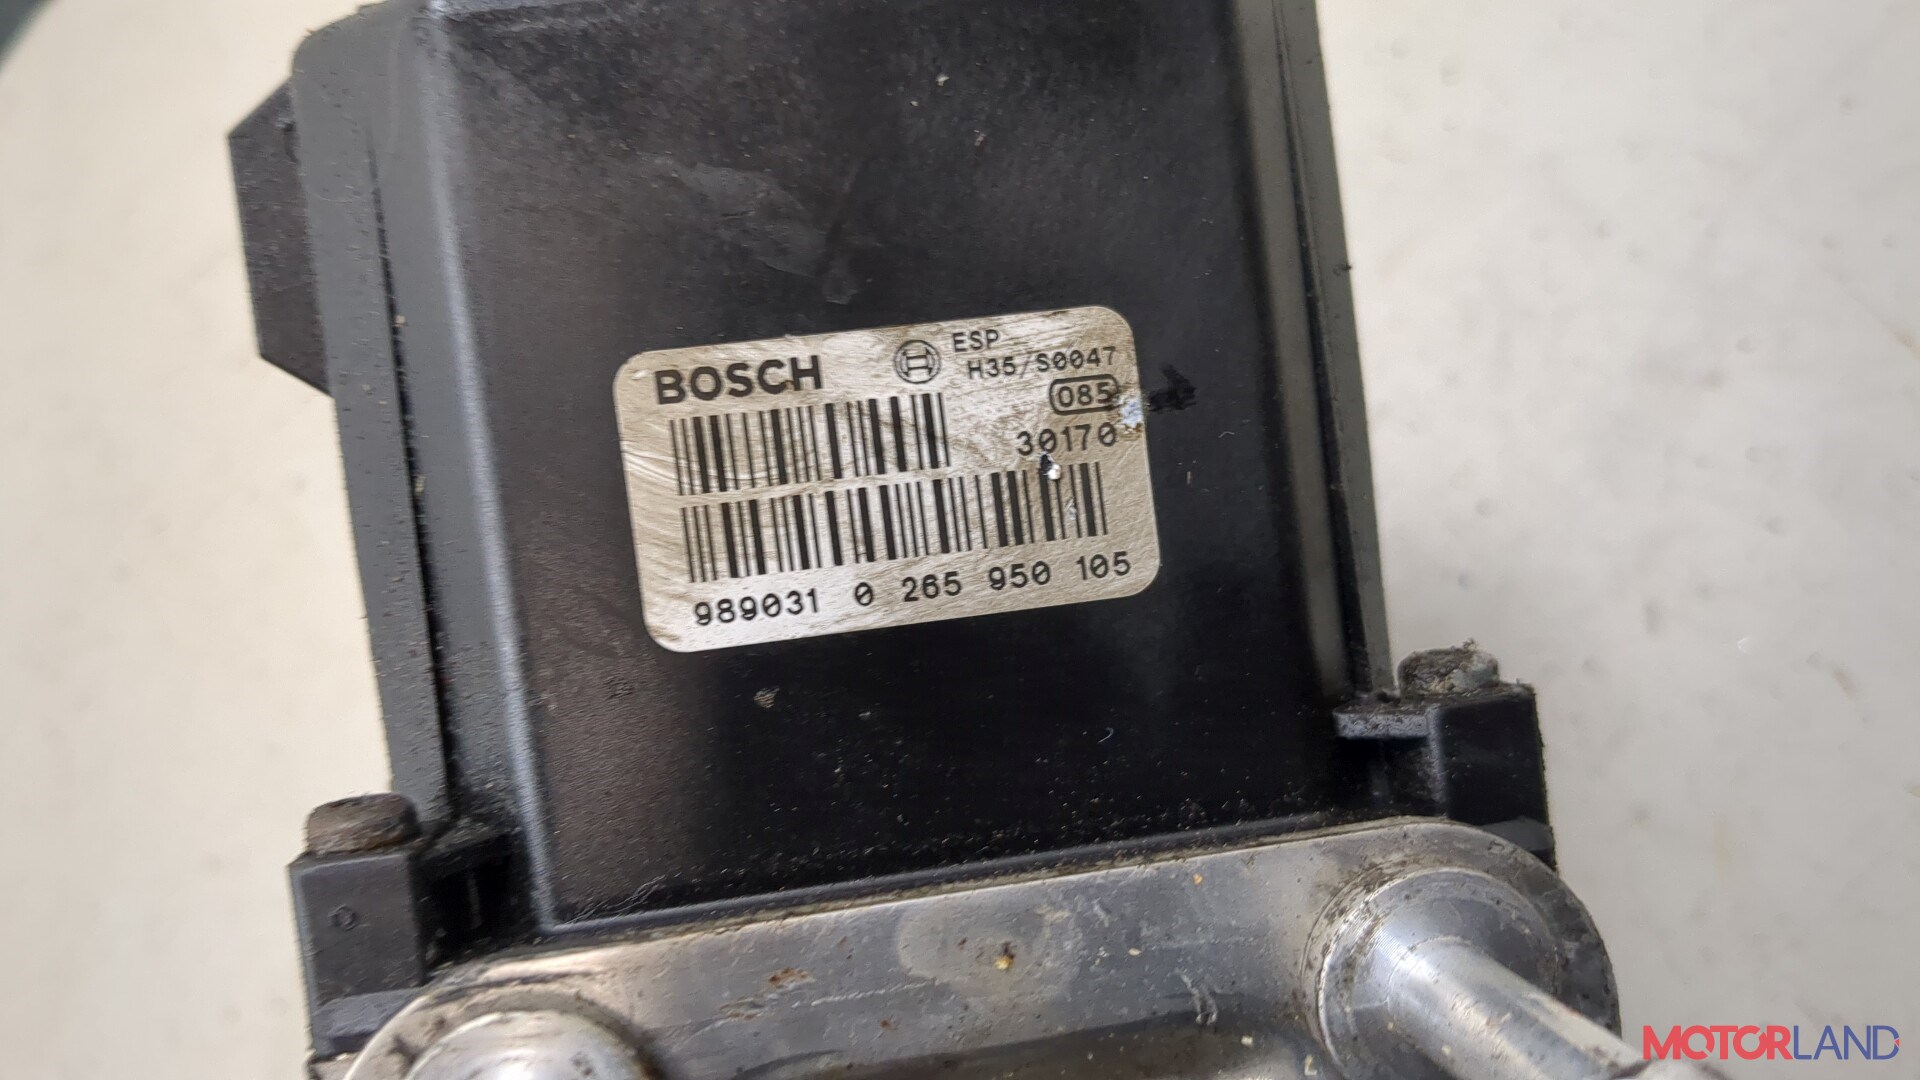 BOSCH
ESP
H35/S0047
085
30170
989031 0 265 950 105
MOTORLAND